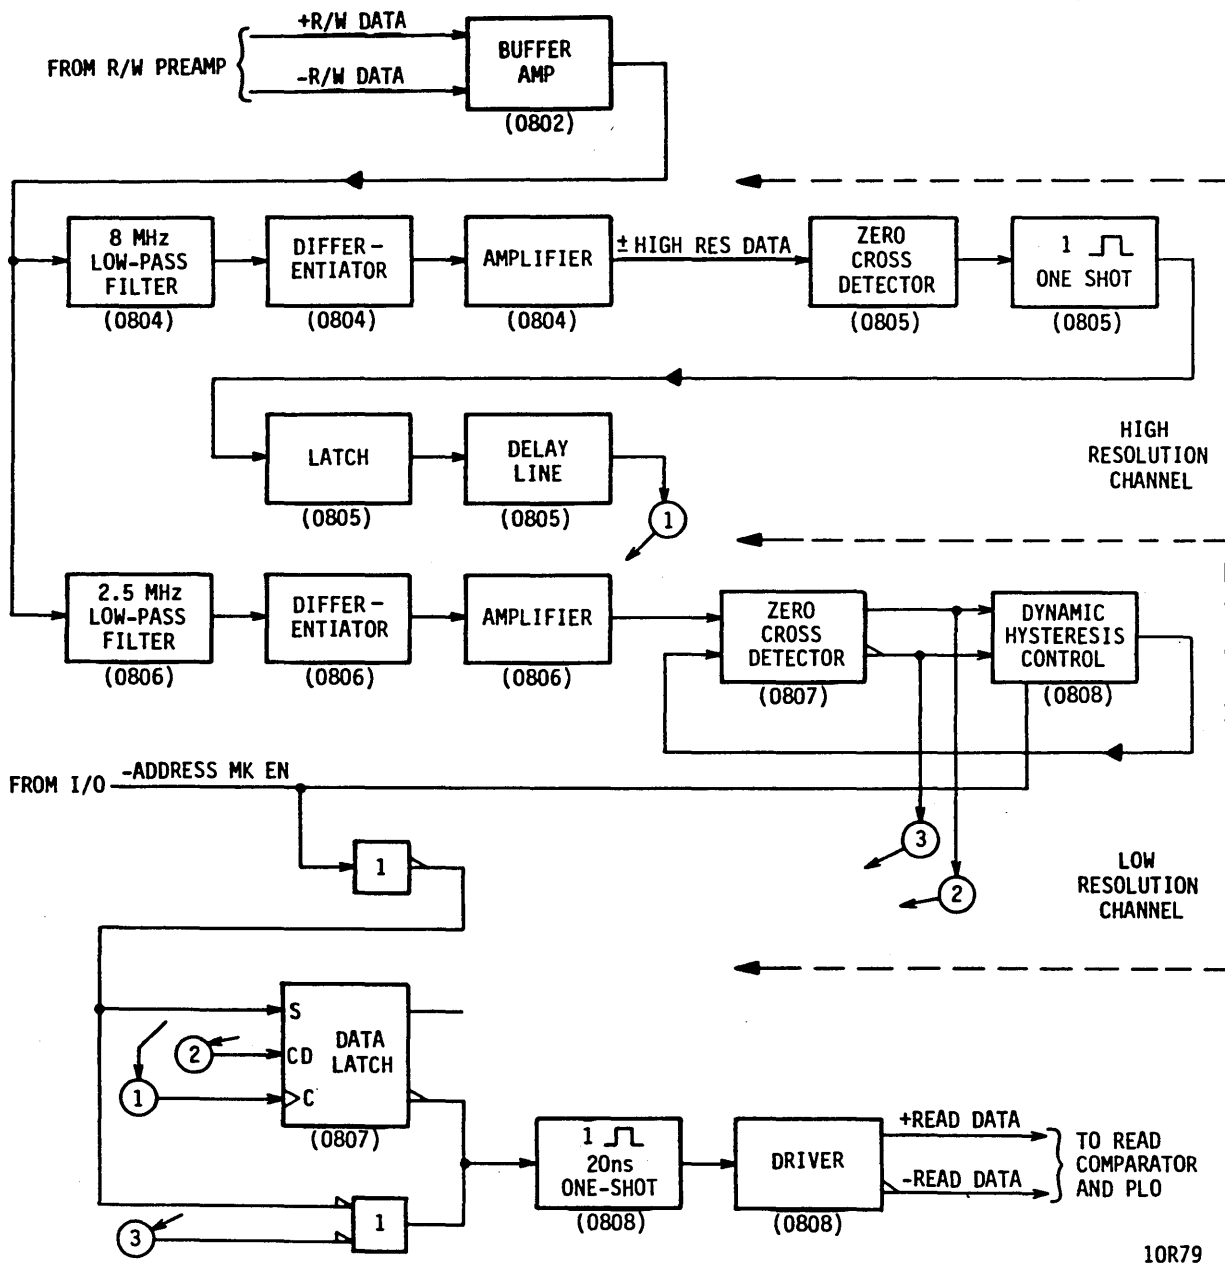 +R/W DATA
FROM R/W PREAMP
-R/W DATA
BUFFER
AMP
(0802)
8 MHz
LOW-PASS
FILTER
(0804)
DIFFER-
ENTIATOR
(0804)
AMPLIFIER
(0804)
± HIGH RES DATA
ZERO
CROSS
DETECTOR
(0805)
1
ONE SHOT
(0805)
LATCH
(0805)
DELAY
LINE
(0805)
1
HIGH
RESOLUTION
CHANNEL
2.5 MHz
LOW-PASS
FILTER
(0806)
DIFFER-
ENTIATOR
(0806)
AMPLIFIER
(0806)
ZERO
CROSS
DETECTOR
(0807)
DYNAMIC
HYSTERESIS
CONTROL
(0808)
FROM I/O
-ADDRESS MK EN
1
3
2
LOW
RESOLUTION
CHANNEL
S
CD
C
DATA
LATCH
(0807)
2
1
3
1
1
20ns
ONE-SHOT
(0808)
DRIVER
(0808)
+READ DATA
-READ DATA
TO READ
COMPARATOR
AND PLO
10R79